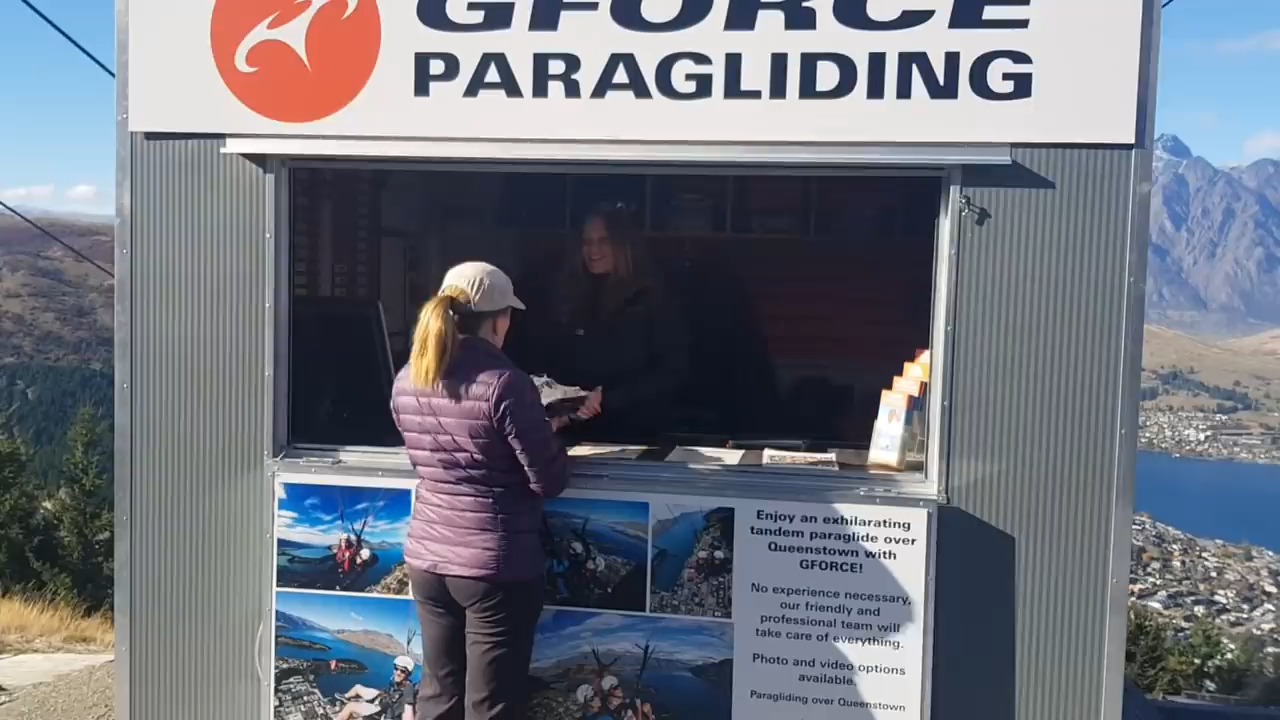 GFORCE
PARAGLIDING
Enjoy an exhilarating
tandem paraglide over
Queenstown with
GFORCE!
No experience necessary,
our friendly and
professional team will
take care of everything.
Photo and video options
available.
Paragliding over Queenstown